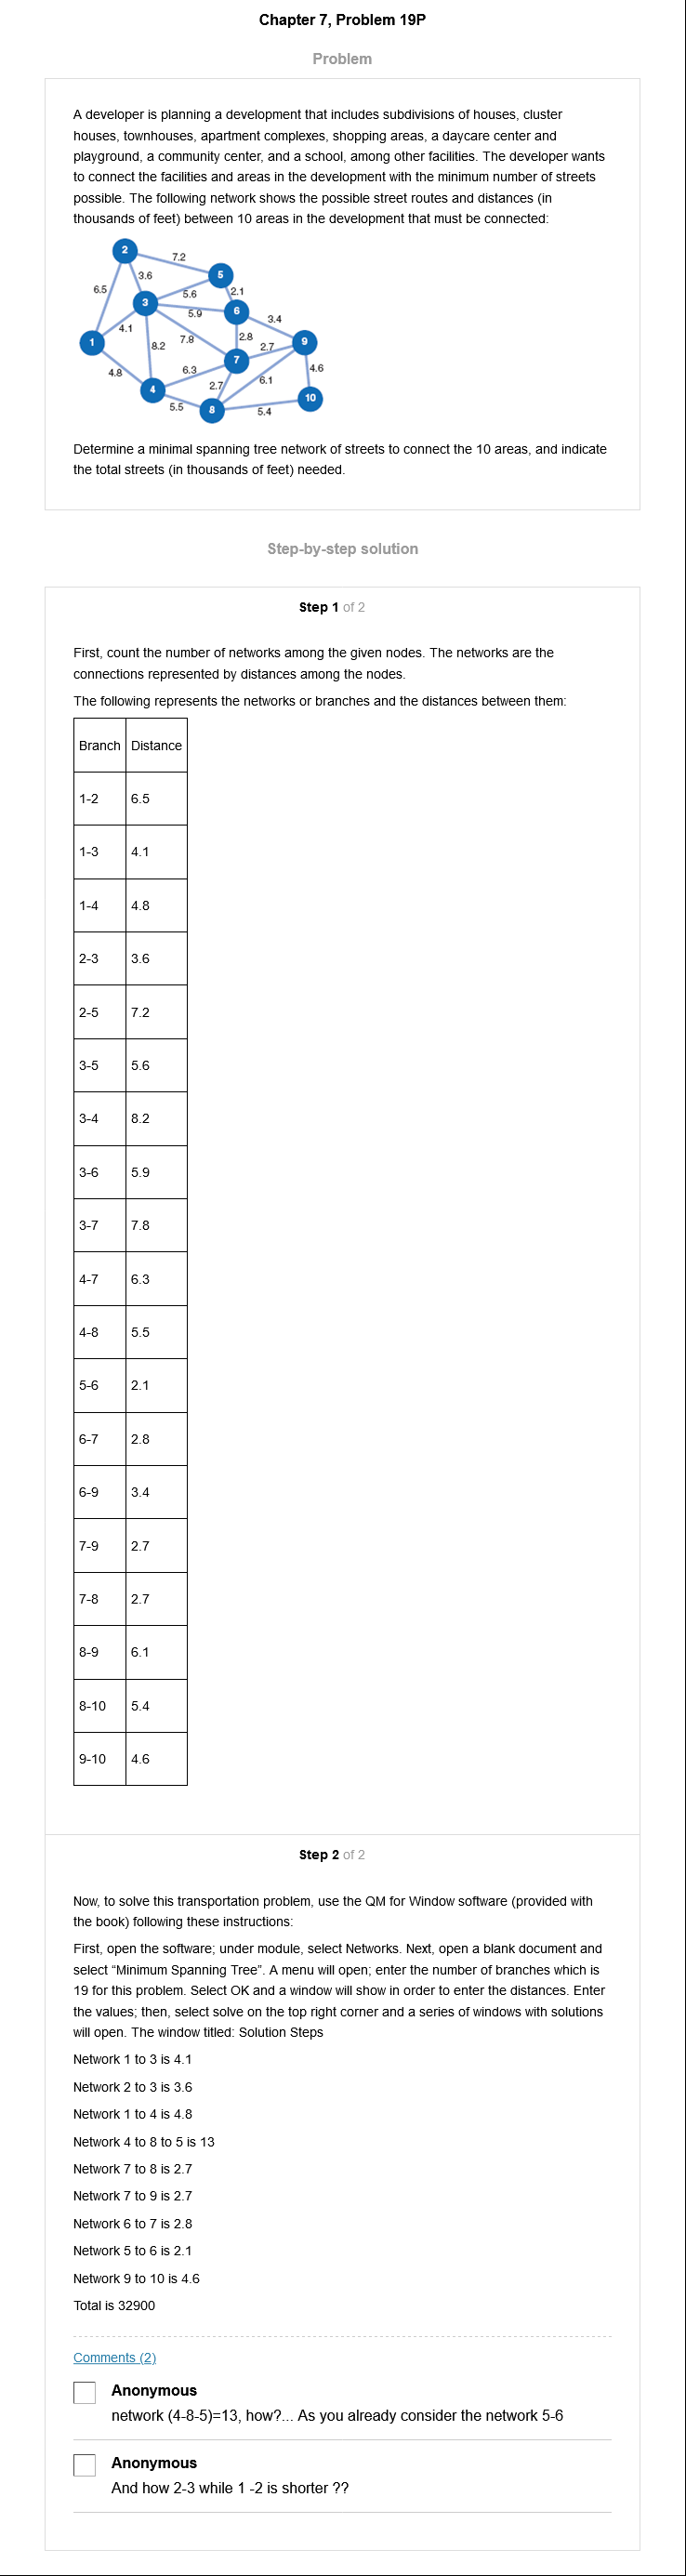 Chapter 7, Problem 19P
Problem
A developer is planning a development that includes subdivisions of houses, cluster
houses, townhouses, apartment complexes, shopping areas, a daycare center and
playground, a community center, and a school, among other facilities. The developer wants
to connect the facilities and areas in the development with the minimum number of streets
possible. The following network shows the possible street routes and distances (in
thousands of feet) between 10 areas in the development that must be connected:
2
7.2
3.6
5
6.5
5.6
2.1
3
5.9
6
3.4
4.1
2.8
1
8.2
7.8
2.7
9
7
4.8
6.3
4.6
2.7
6.1
4
10
5.5
8
5.4
Determine a minimal spanning tree network of streets to connect the 10 areas, and indicate
the total streets (in thousands of feet) needed.
Step-by-step solution
Step 1 of 2
First, count the number of networks among the given nodes. The networks are the
connections represented by distances among the nodes.
The following represents the networks or branches and the distances between them:
Branch Distance
1-2 6.5
1-3 4.1
1-4 4.8
2-3 3.6
2-5 7.2
3-5 5.6
3-4 8.2
3-6 5.9
3-7 7.8
4-7 6.3
4-8 5.5
5-6 2.1
6-7 2.8
6-9 3.4
7-9 2.7
7-8 2.7
8-9 6.1
8-10 5.4
9-10 4.6
Step 2 of 2
Now, to solve this transportation problem, use the QM for Window software (provided with
the book) following these instructions:
First, open the software; under module, select Networks. Next, open a blank document and
select “Minimum Spanning Tree”. A menu will open; enter the number of branches which is
19 for this problem. Select OK and a window will show in order to enter the distances. Enter
the values; then, select solve on the top right corner and a series of windows with solutions
will open. The window titled: Solution Steps
Network 1 to 3 is 4.1
Network 2 to 3 is 3.6
Network 1 to 4 is 4.8
Network 4 to 8 to 5 is 13
Network 7 to 8 is 2.7
Network 7 to 9 is 2.7
Network 6 to 7 is 2.8
Network 5 to 6 is 2.1
Network 9 to 10 is 4.6
Total is 32900
Comments (2)
Anonymous
network (4-8-5)=13, how?... As you already consider the network 5-6
Anonymous
And how 2-3 while 1 -2 is shorter ??